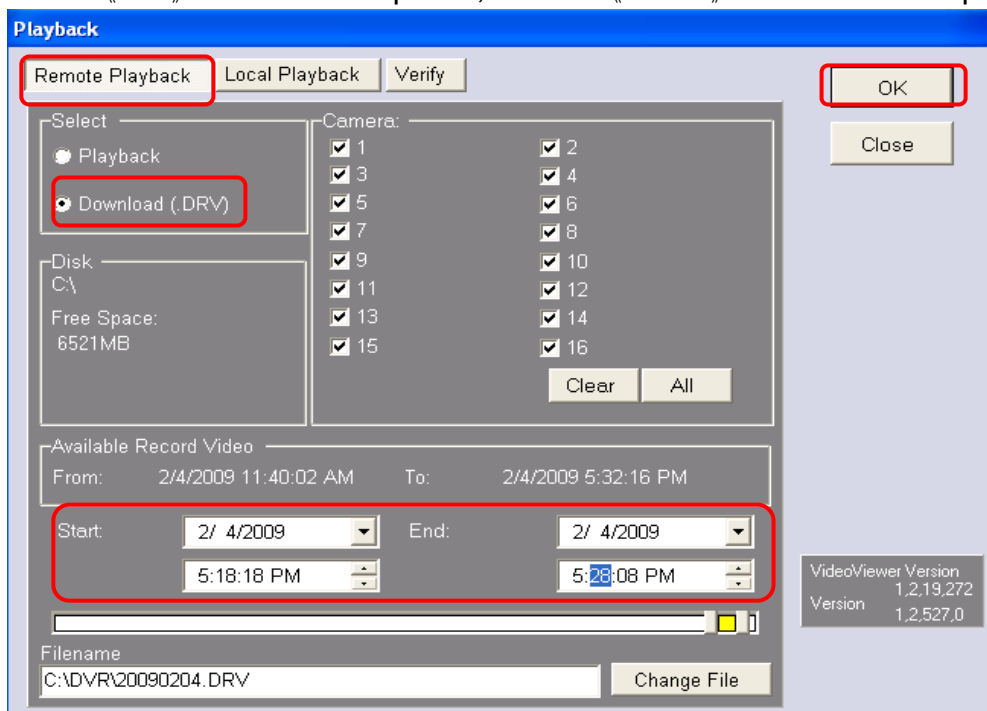 Playback
Remote Playback Local Playback Verify
OK
Close
Select
Playback
Download (.DRV)
Camera:
1 2
3 4
5 6
7 8
9 10
11 12
13 14
15 16
Clear All
Disk
C:\
Free Space:
6521MB
Available Record Video
From: 2/4/2009 11:40:02 AM To: 2/4/2009 5:32:16 PM
Start: 2/ 4/2009 End: 2/ 4/2009
5:18:18 PM 5:28:08 PM
VideoViewer Version
1,2,19,272
Version
1,2,527,0
Filename
C:\DVR\20090204.DRV Change File